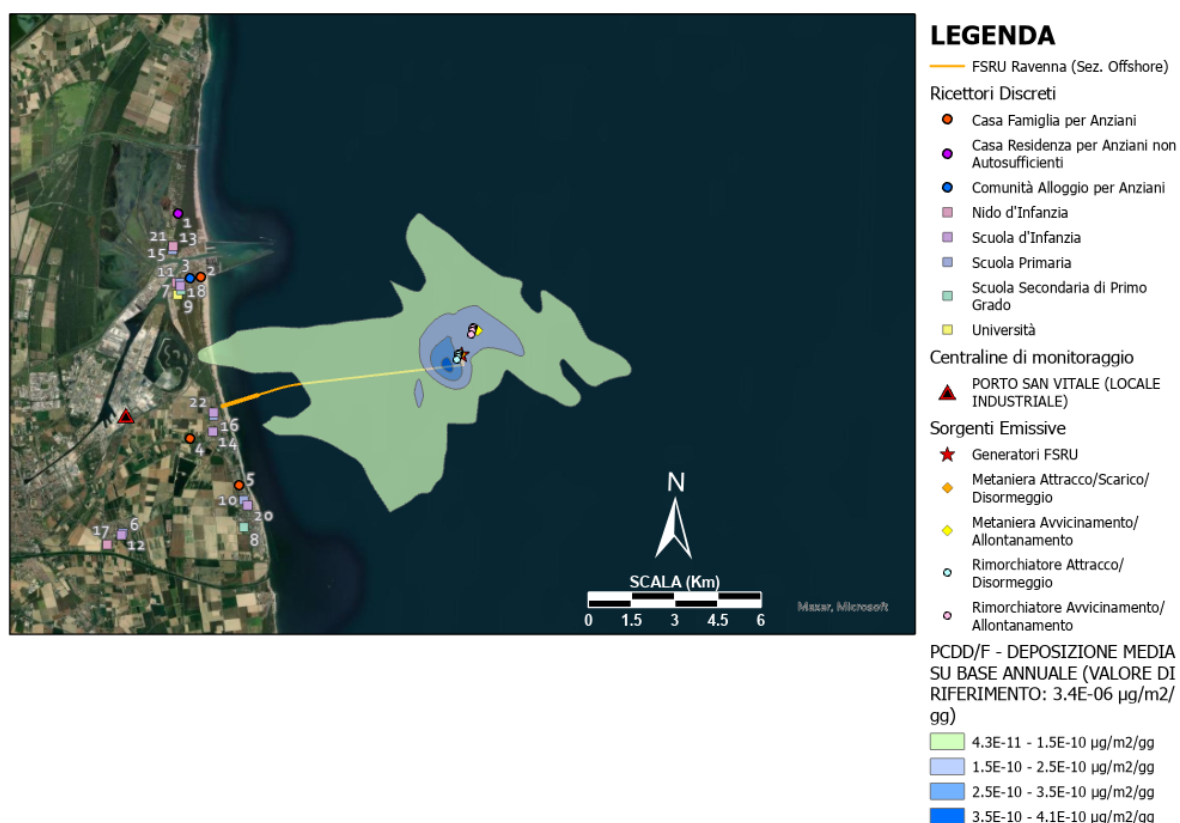 LEGENDA
FSRU Ravenna (Sez. Offshore)
Ricettori Discreti
Casa Famiglia per Anziani
Casa Residenza per Anziani non
Autosufficienti
Comunità Alloggio per Anziani
Nido d'Infanzia
Scuola d'Infanzia
Scuola Primaria
Scuola Secondaria di Primo
Grado
Università
Centraline di monitoraggio
PORTO SAN VITALE (LOCALE
INDUSTRIALE)
Sorgenti Emissive
Generatori FSRU
Metaniera Attracco/Scarico/
Disormeggio
Metaniera Avvicinamento/
Allontanamento
Rimorchiatore Attracco/
Disormeggio
Rimorchiatore Avvicinamento/
Allontanamento
PCDD/F - DEPOSIZIONE MEDIA
SU BASE ANNUALE (VALORE DI
RIFERIMENTO: 3.4E-06 µg/m2/
gg)
4.3E-11 - 1.5E-10 µg/m2/gg
1.5E-10 - 2.5E-10 µg/m2/gg
2.5E-10 - 3.5E-10 µg/m2/gg
3.5E-10 - 4.1E-10 µg/m2/gg
1
21 13
15
3 2
11
7 18
9
22
16
14
4
5
10
20
8
6
17 12
N
SCALA (Km)
0 1.5 3 4.5 6
Maxar, Microsoft